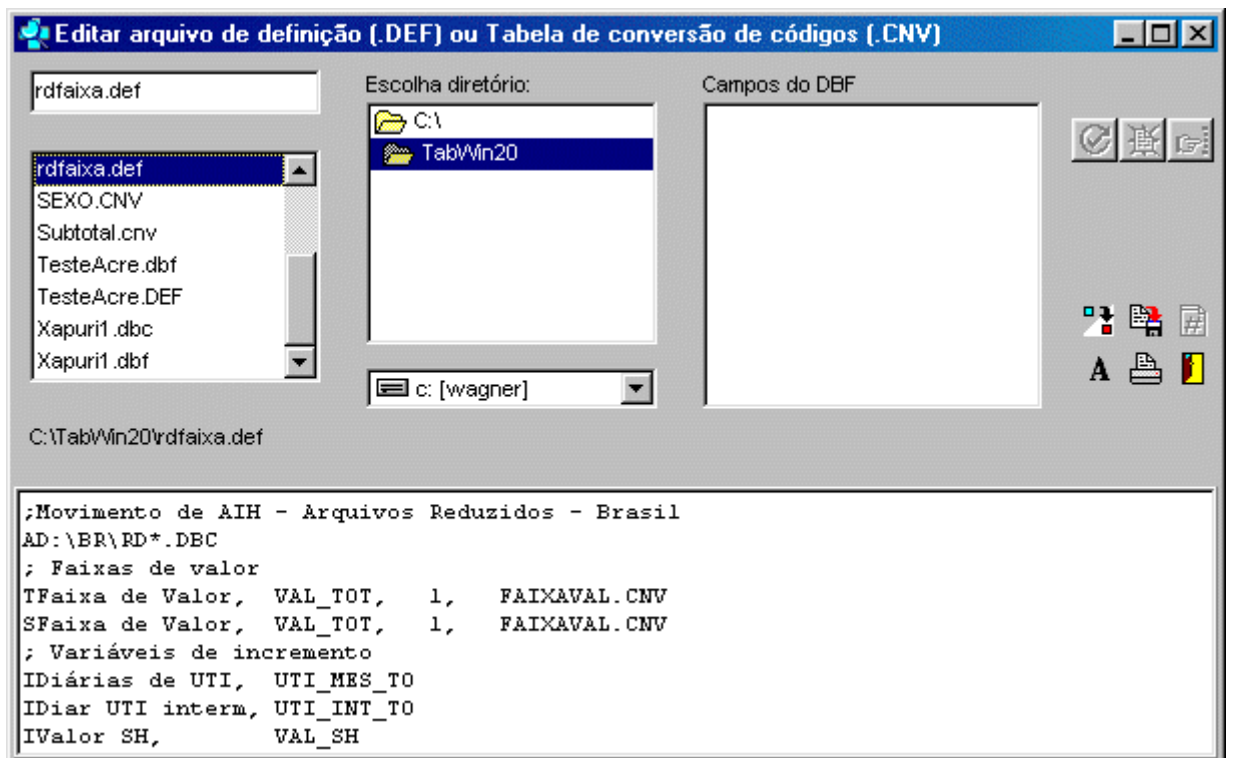 Editar arquivo de definição (.DEF) ou Tabela de conversão de códigos (.CNV)
rdfaixa.def
Escolha diretório:
Campos do DBF
C:\
TabWin20
rdfaixa.def
SEXO.CNV
Subtotal.cnv
TesteAcre.dbf
TesteAcre.DEF
Xapuri1.dbc
Xapuri1.dbf
c: [wagner]
A
C:\TabWin20\rdfaixa.def
;Movimento de AIH - Arquivos Reduzidos - Brasil
AD:\BR\RD*.DBC
; Faixas de valor
TFaixa de Valor, VAL_TOT, 1, FAIXAVAL.CNV
SFaixa de Valor, VAL_TOT, 1, FAIXAVAL.CNV
; Variáveis de incremento
IDiárias de UTI, UTI_MES_TO
IDiar UTI interm, UTI_INT_TO
IValor SH, VAL_SH